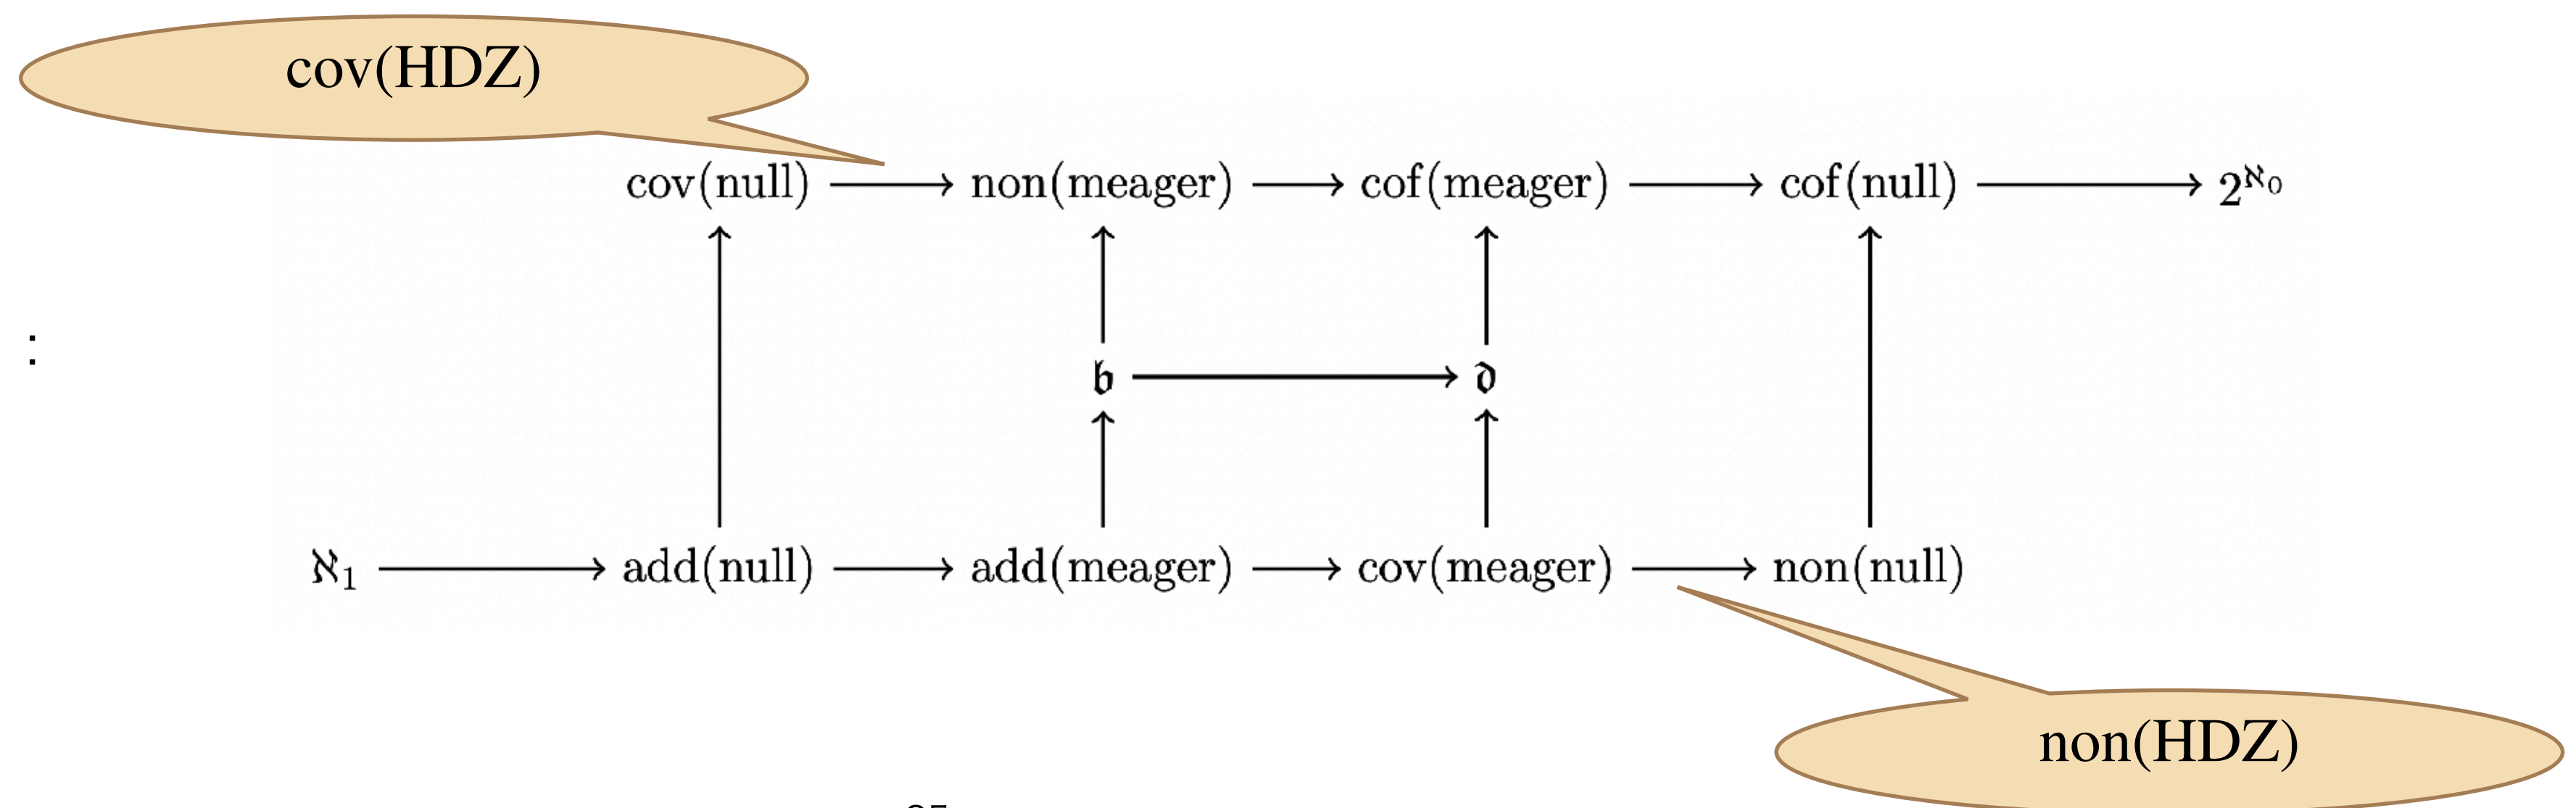 cov(HDZ)
cov(null) → non(meager) → cof(meager) → cof(null) → 2^ℵ₀
:
𝔟 → 𝔡
ℵ₁ → add(null) → add(meager) → cov(meager) → non(null)
non(HDZ)